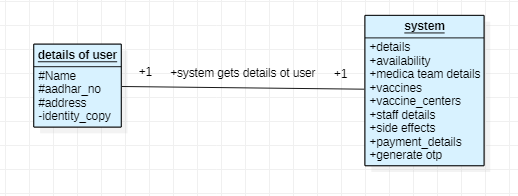 details of user
#Name
#aadhar_no
#address
-identity_copy
+1
+system gets details ot user
+1
system
+details
+availability
+medica team details
+vaccines
+vaccine_centers
+staff details
+side effects
+payment_details
+generate otp